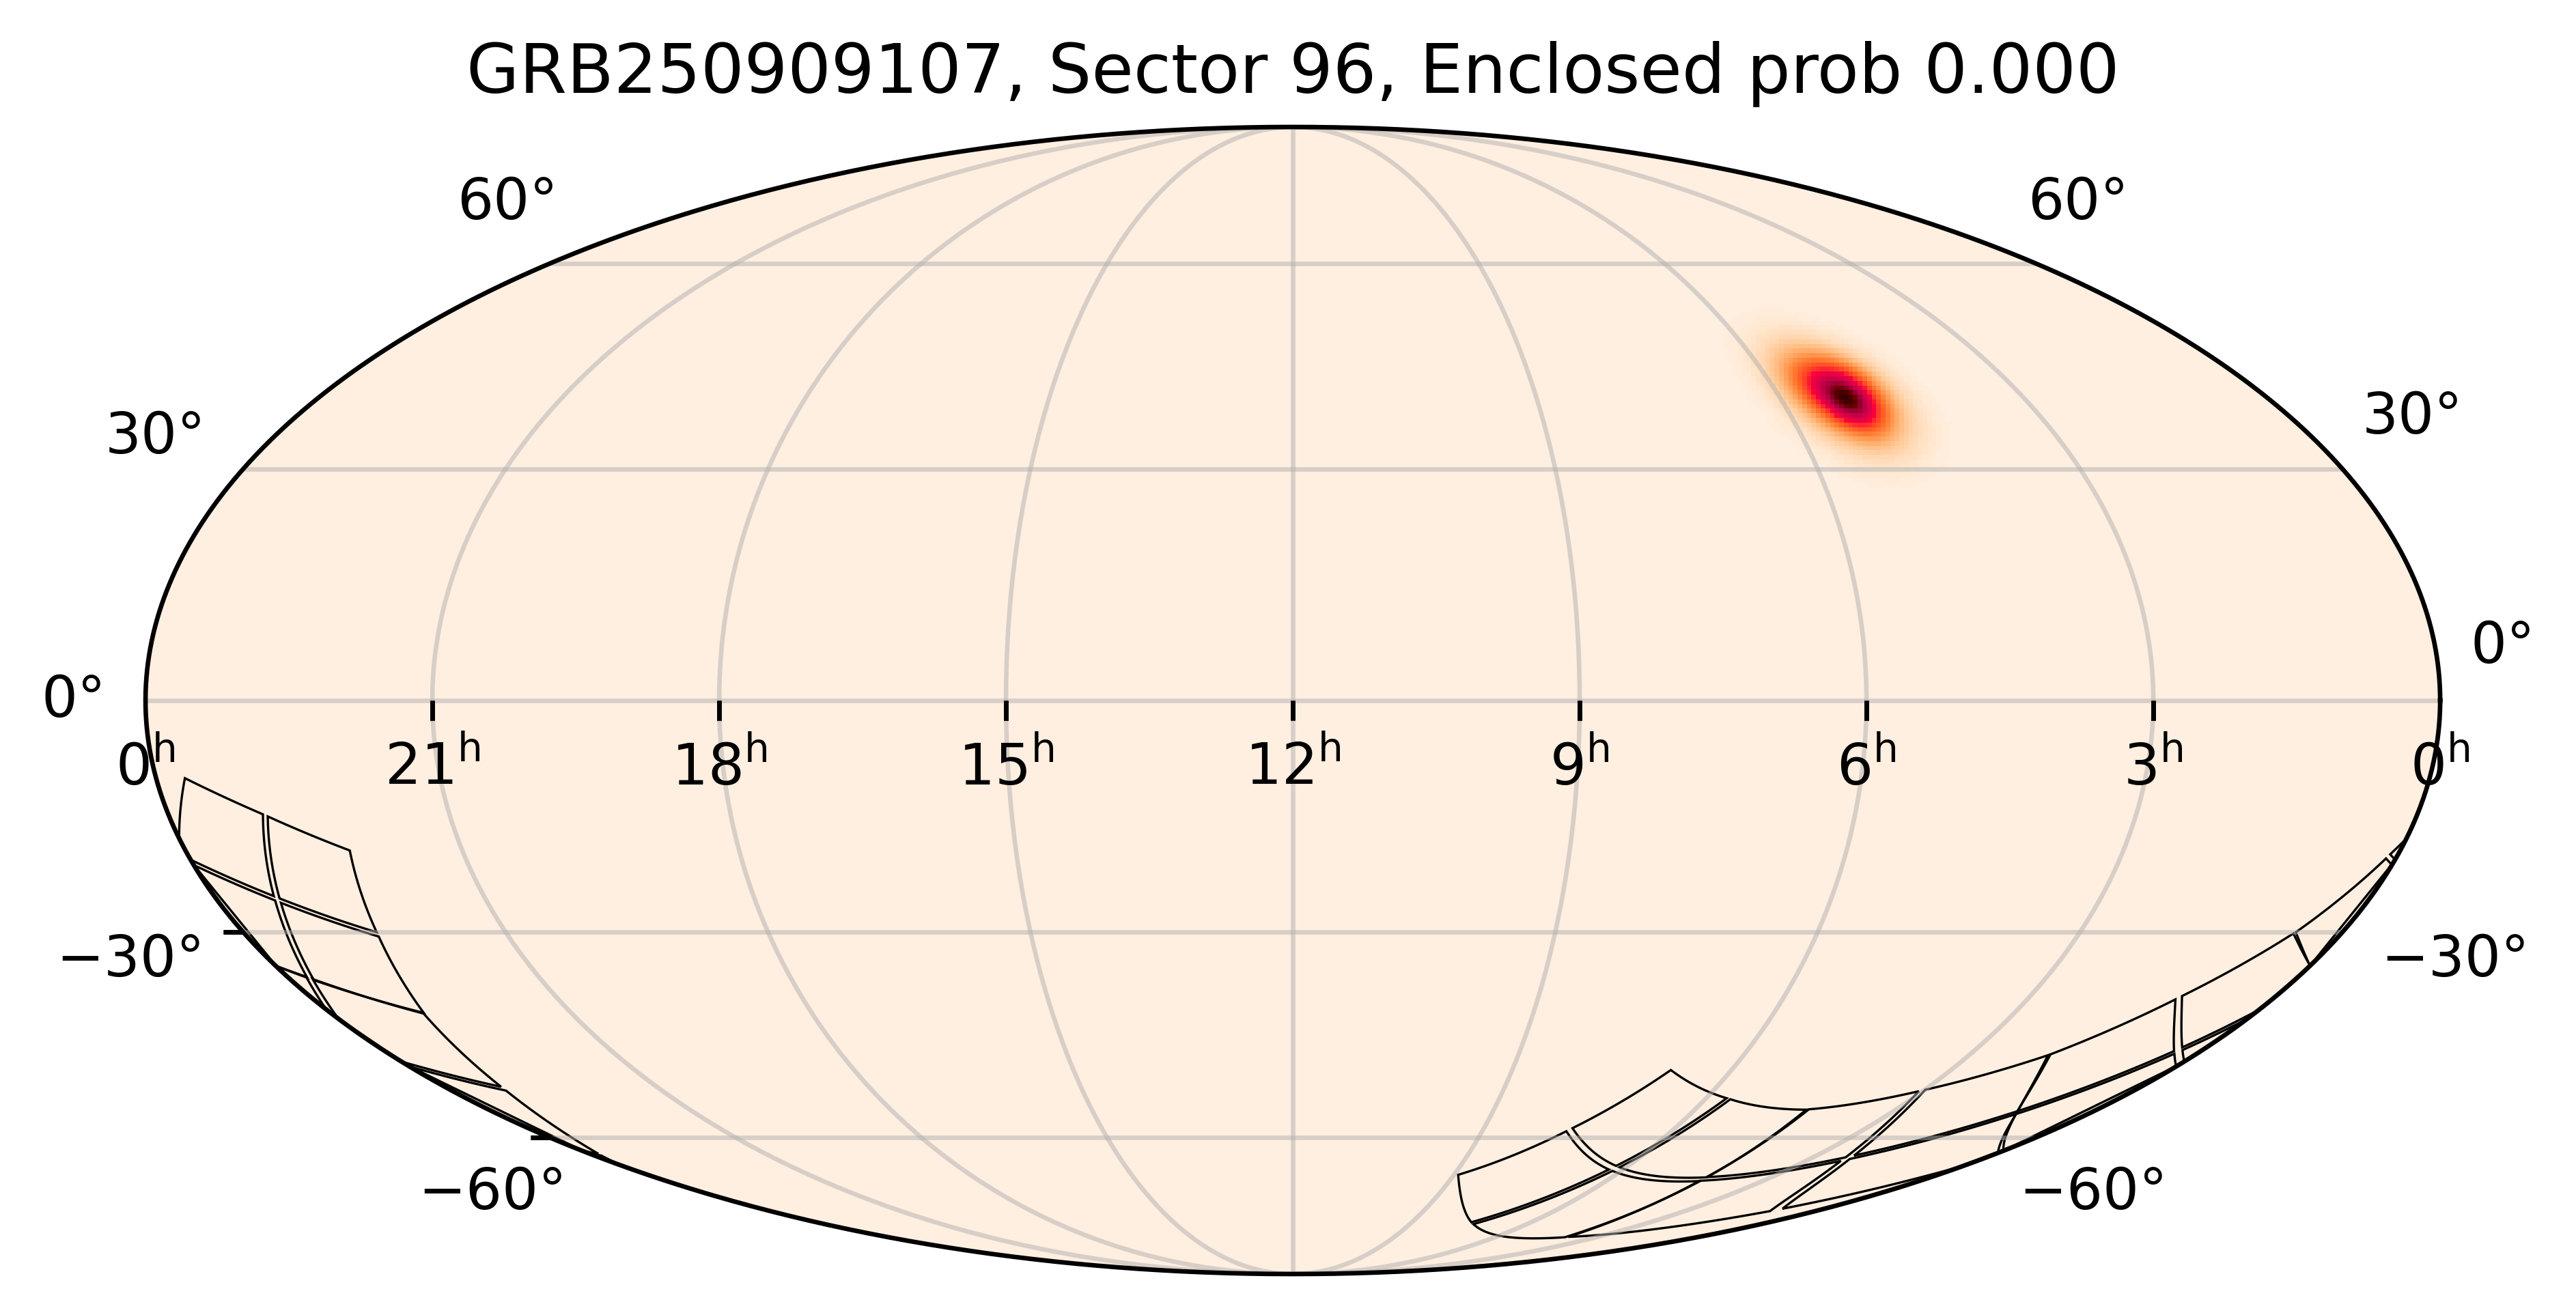 GRB250909107, Sector 96, Enclosed prob 0.000
60° 60°
30° 30°
0° 0°
0ʰ 21ʰ 18ʰ 15ʰ 12ʰ 9ʰ 6ʰ 3ʰ 0ʰ
−30° −30°
−60° −60°